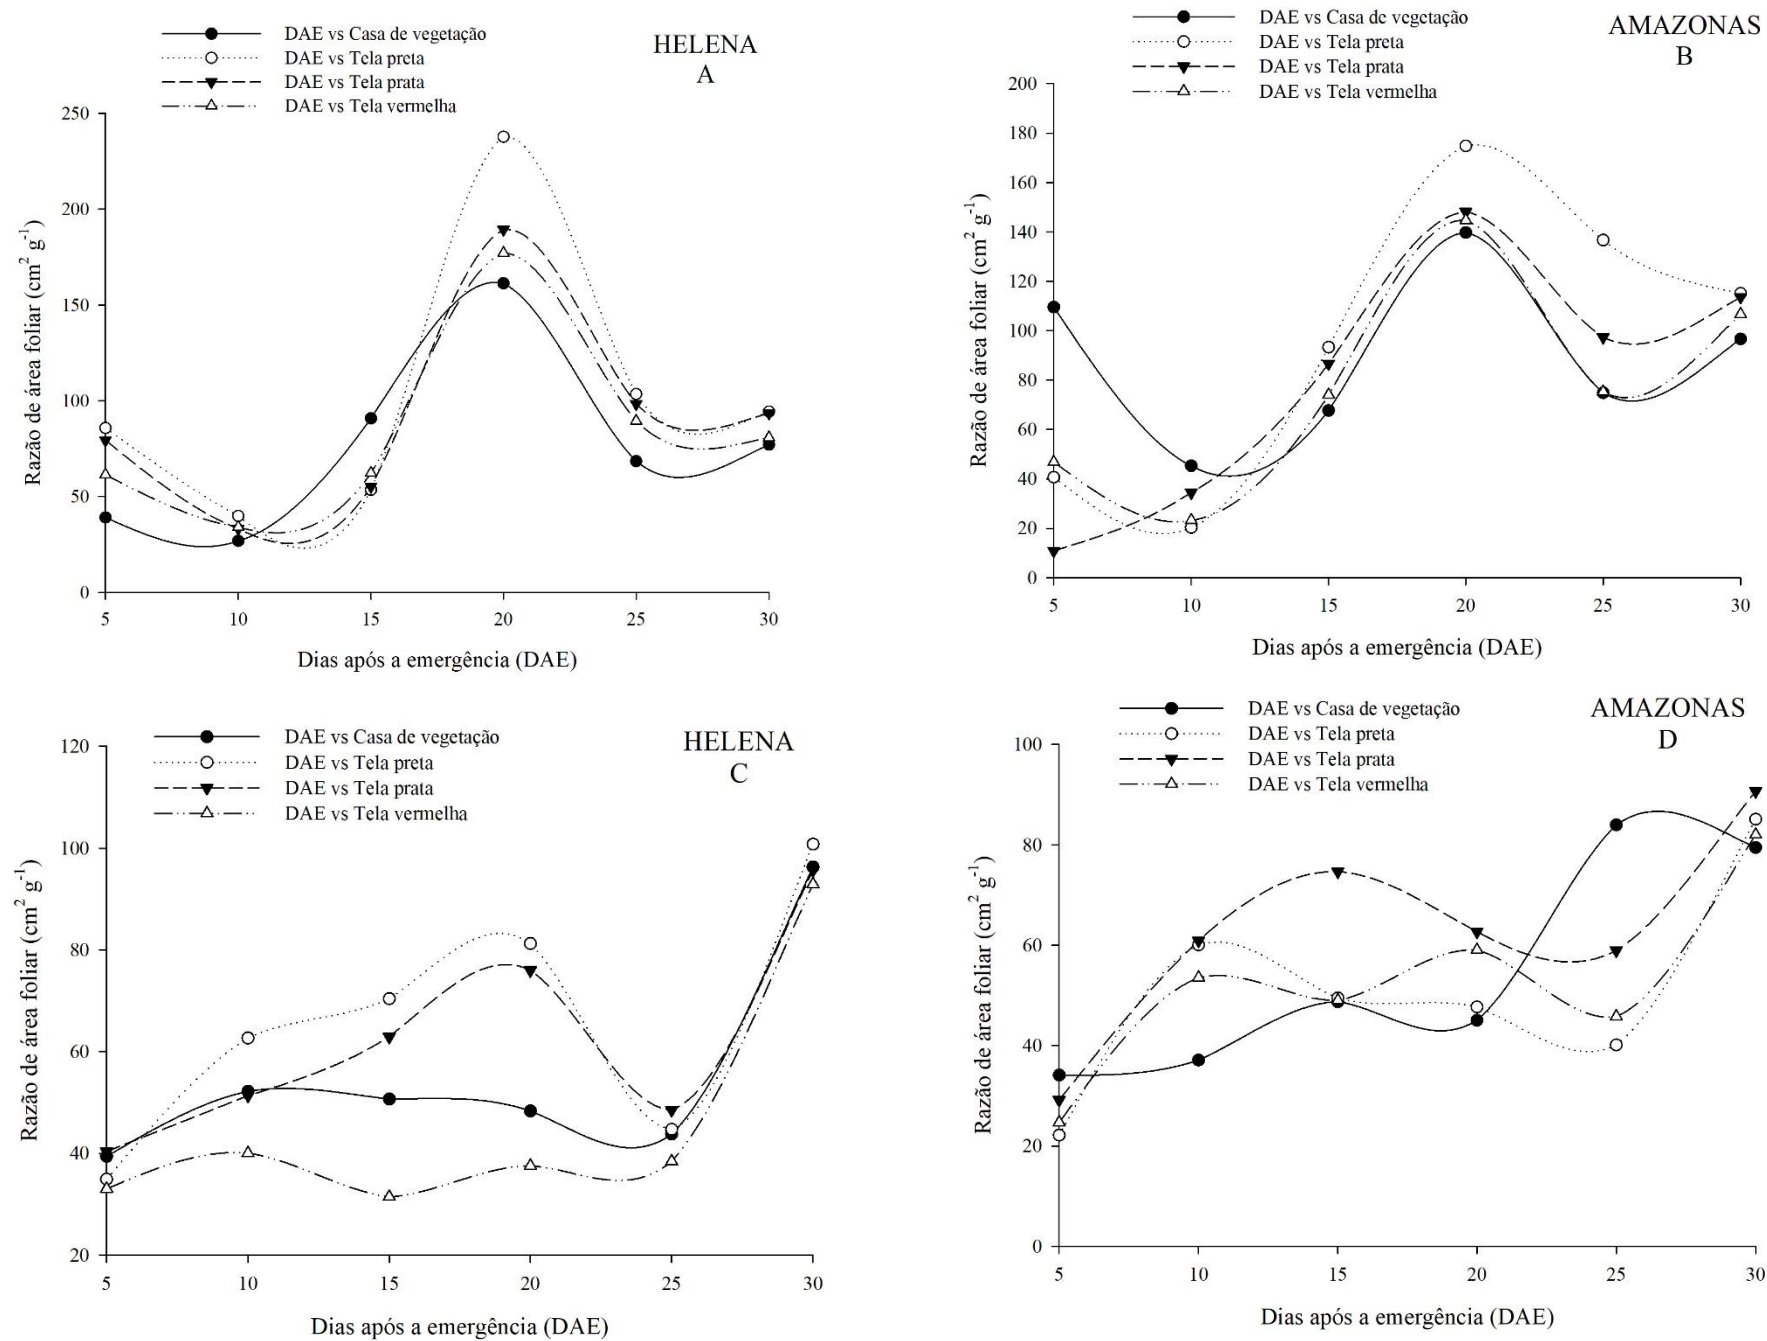 DAE vs Casa de vegetação
DAE vs Tela preta
DAE vs Tela prata
DAE vs Tela vermelha
HELENA
A
Razão de área foliar (cm² g⁻¹)
250
200
150
100
50
0
5 10 15 20 25 30
Dias após a emergência (DAE)
DAE vs Casa de vegetação
DAE vs Tela preta
DAE vs Tela prata
DAE vs Tela vermelha
AMAZONAS
B
Razão de área foliar (cm² g⁻¹)
200
180
160
140
120
100
80
60
40
20
0
5 10 15 20 25 30
Dias após a emergência (DAE)
DAE vs Casa de vegetação
DAE vs Tela preta
DAE vs Tela prata
DAE vs Tela vermelha
HELENA
C
Razão de área foliar (cm² g⁻¹)
120
100
80
60
40
20
5 10 15 20 25 30
Dias após a emergência (DAE)
DAE vs Casa de vegetação
DAE vs Tela preta
DAE vs Tela prata
DAE vs Tela vermelha
AMAZONAS
D
Razão de área foliar (cm² g⁻¹)
100
80
60
40
20
0
5 10 15 20 25 30
Dias após a emergência (DAE)